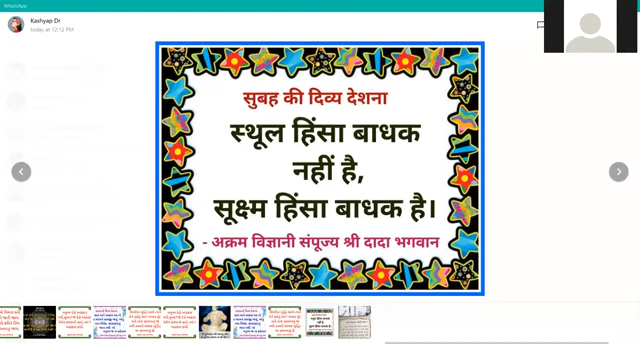 WhatsApp
Kashyap Dr
today at 12:12 PM
सुबह की दिव्य देशना
स्थूल हिंसा बाधक
नहीं है,
सूक्ष्म हिंसा बाधक है।
- अक्रम विज्ञानी संपूज्य श्री दादा भगवान